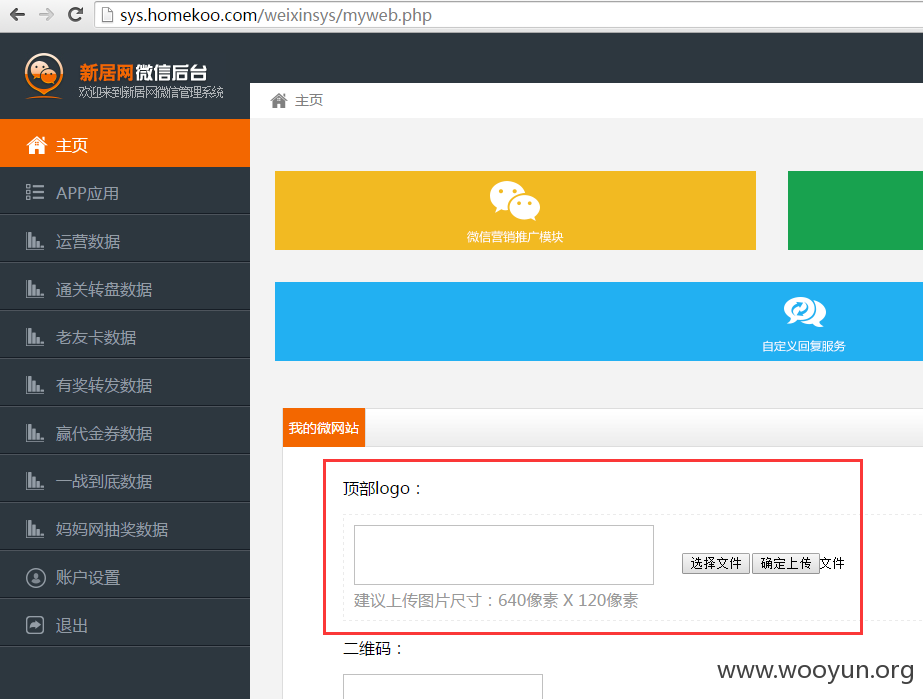 sys.homekoo.com/weixinsys/myweb.php
新居网微信后台
欢迎来到新居网微信管理系统
主页
主页
APP应用
运营数据
通关转盘数据
老友卡数据
有奖转发数据
赢代金券数据
一战到底数据
妈妈网抽奖数据
账户设置
退出
微信营销推广模块
自定义回复服务
我的微网站
顶部logo：
选择文件 确定上传 文件
建议上传图片尺寸：640像素 X 120像素
二维码：
www.wooyun.org